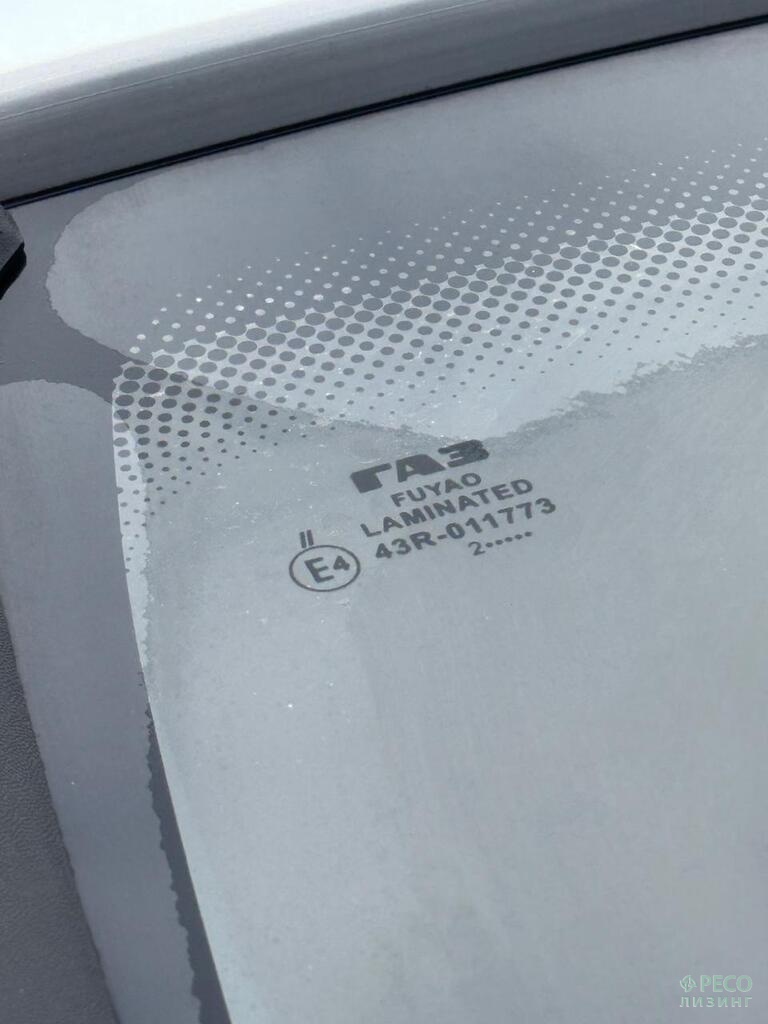 ГАЗ
FUYAO
LAMINATED
II
E4 43R-011773
2•••••
РЕСО
ЛИЗИНГ